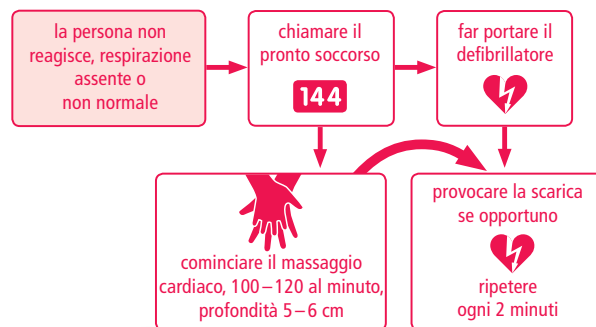 la persona non
reagisce, respirazione
assente o
non normale
chiamare il
pronto soccorso
144
far portare il
defibrillatore
cominciare il massaggio
cardiaco, 100–120 al minuto,
profondità 5–6 cm
provocare la scarica
se opportuno
ripetere
ogni 2 minuti